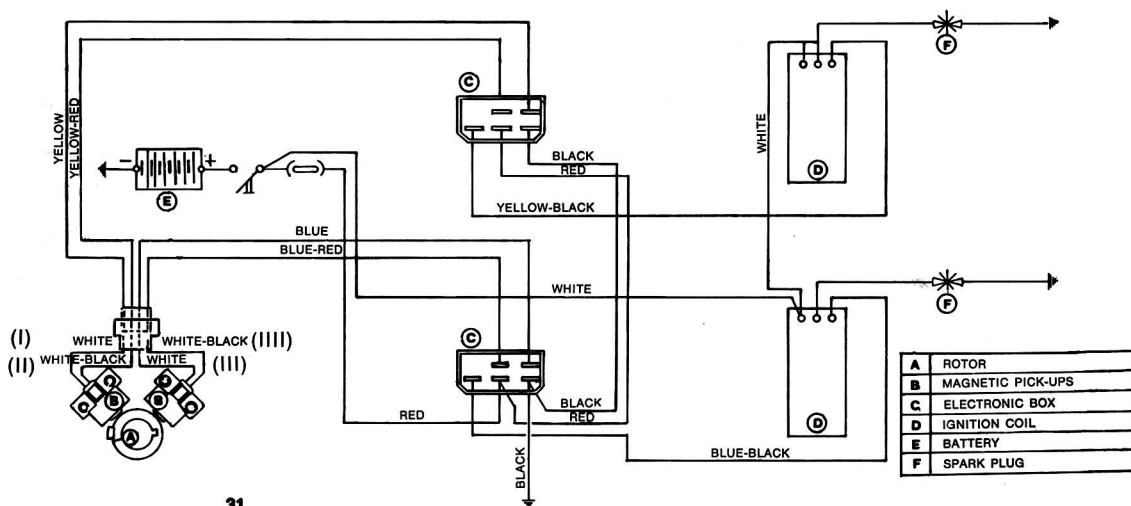 F
C
YELLOW
YELLOW-RED
WHITE
BLACK
RED
D
- +
E
YELLOW-BLACK
BLUE
BLUE-RED
WHITE
F
(I) WHITE WHITE-BLACK (IIII)
(II) WHITE-BLACK WHITE (III)
C
B B
A
RED
BLACK
RED
D
BLACK
BLUE-BLACK
A ROTOR
B MAGNETIC PICK-UPS
C ELECTRONIC BOX
D IGNITION COIL
E BATTERY
F SPARK PLUG
31